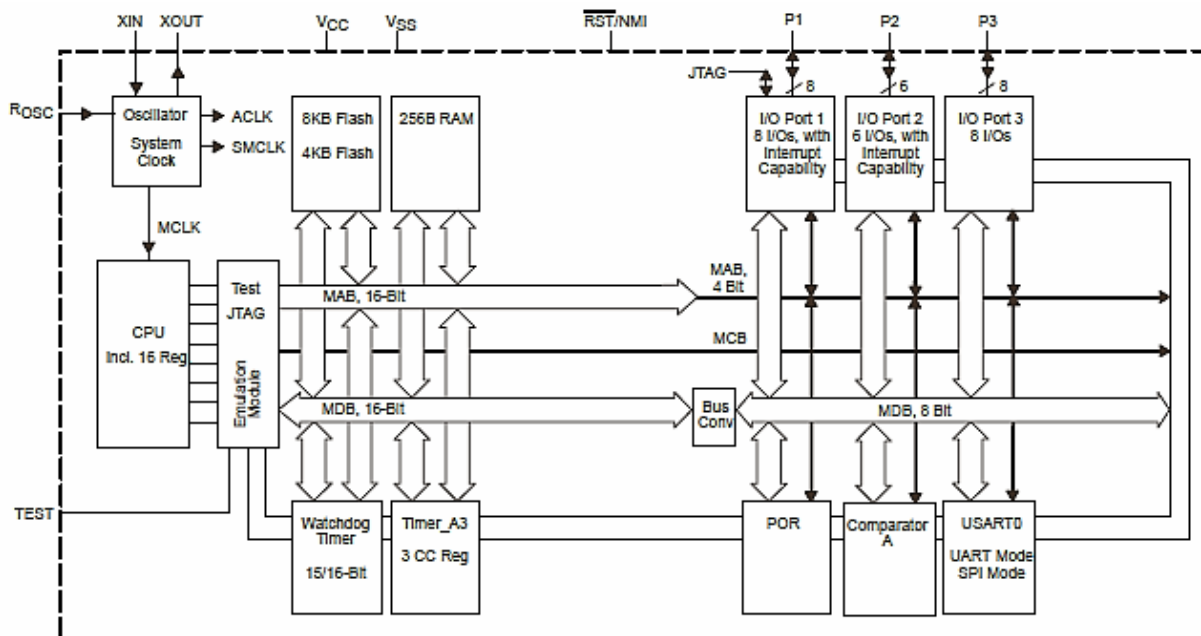 XIN XOUT VCC VSS RST/NMI P1 P2 P3
JTAG 8 6 8
ROSC
Oscillator
System
Clock
ACLK
SMCLK
8KB Flash
4KB Flash
256B RAM
I/O Port 1
8 I/Os, with
Interrupt
Capability
I/O Port 2
6 I/Os, with
Interrupt
Capability
I/O Port 3
8 I/Os
MCLK
CPU
Incl. 16 Reg
Test
JTAG
Emulation
Module
MAB, 16-Bit
MAB,
4 Bit
MCB
MDB, 16-Bit
Bus
Conv
MDB, 8 Bit
TEST
Watchdog
Timer
15/16-Bit
Timer_A3
3 CC Reg
POR
Comparator
A
USART0
UART Mode
SPI Mode